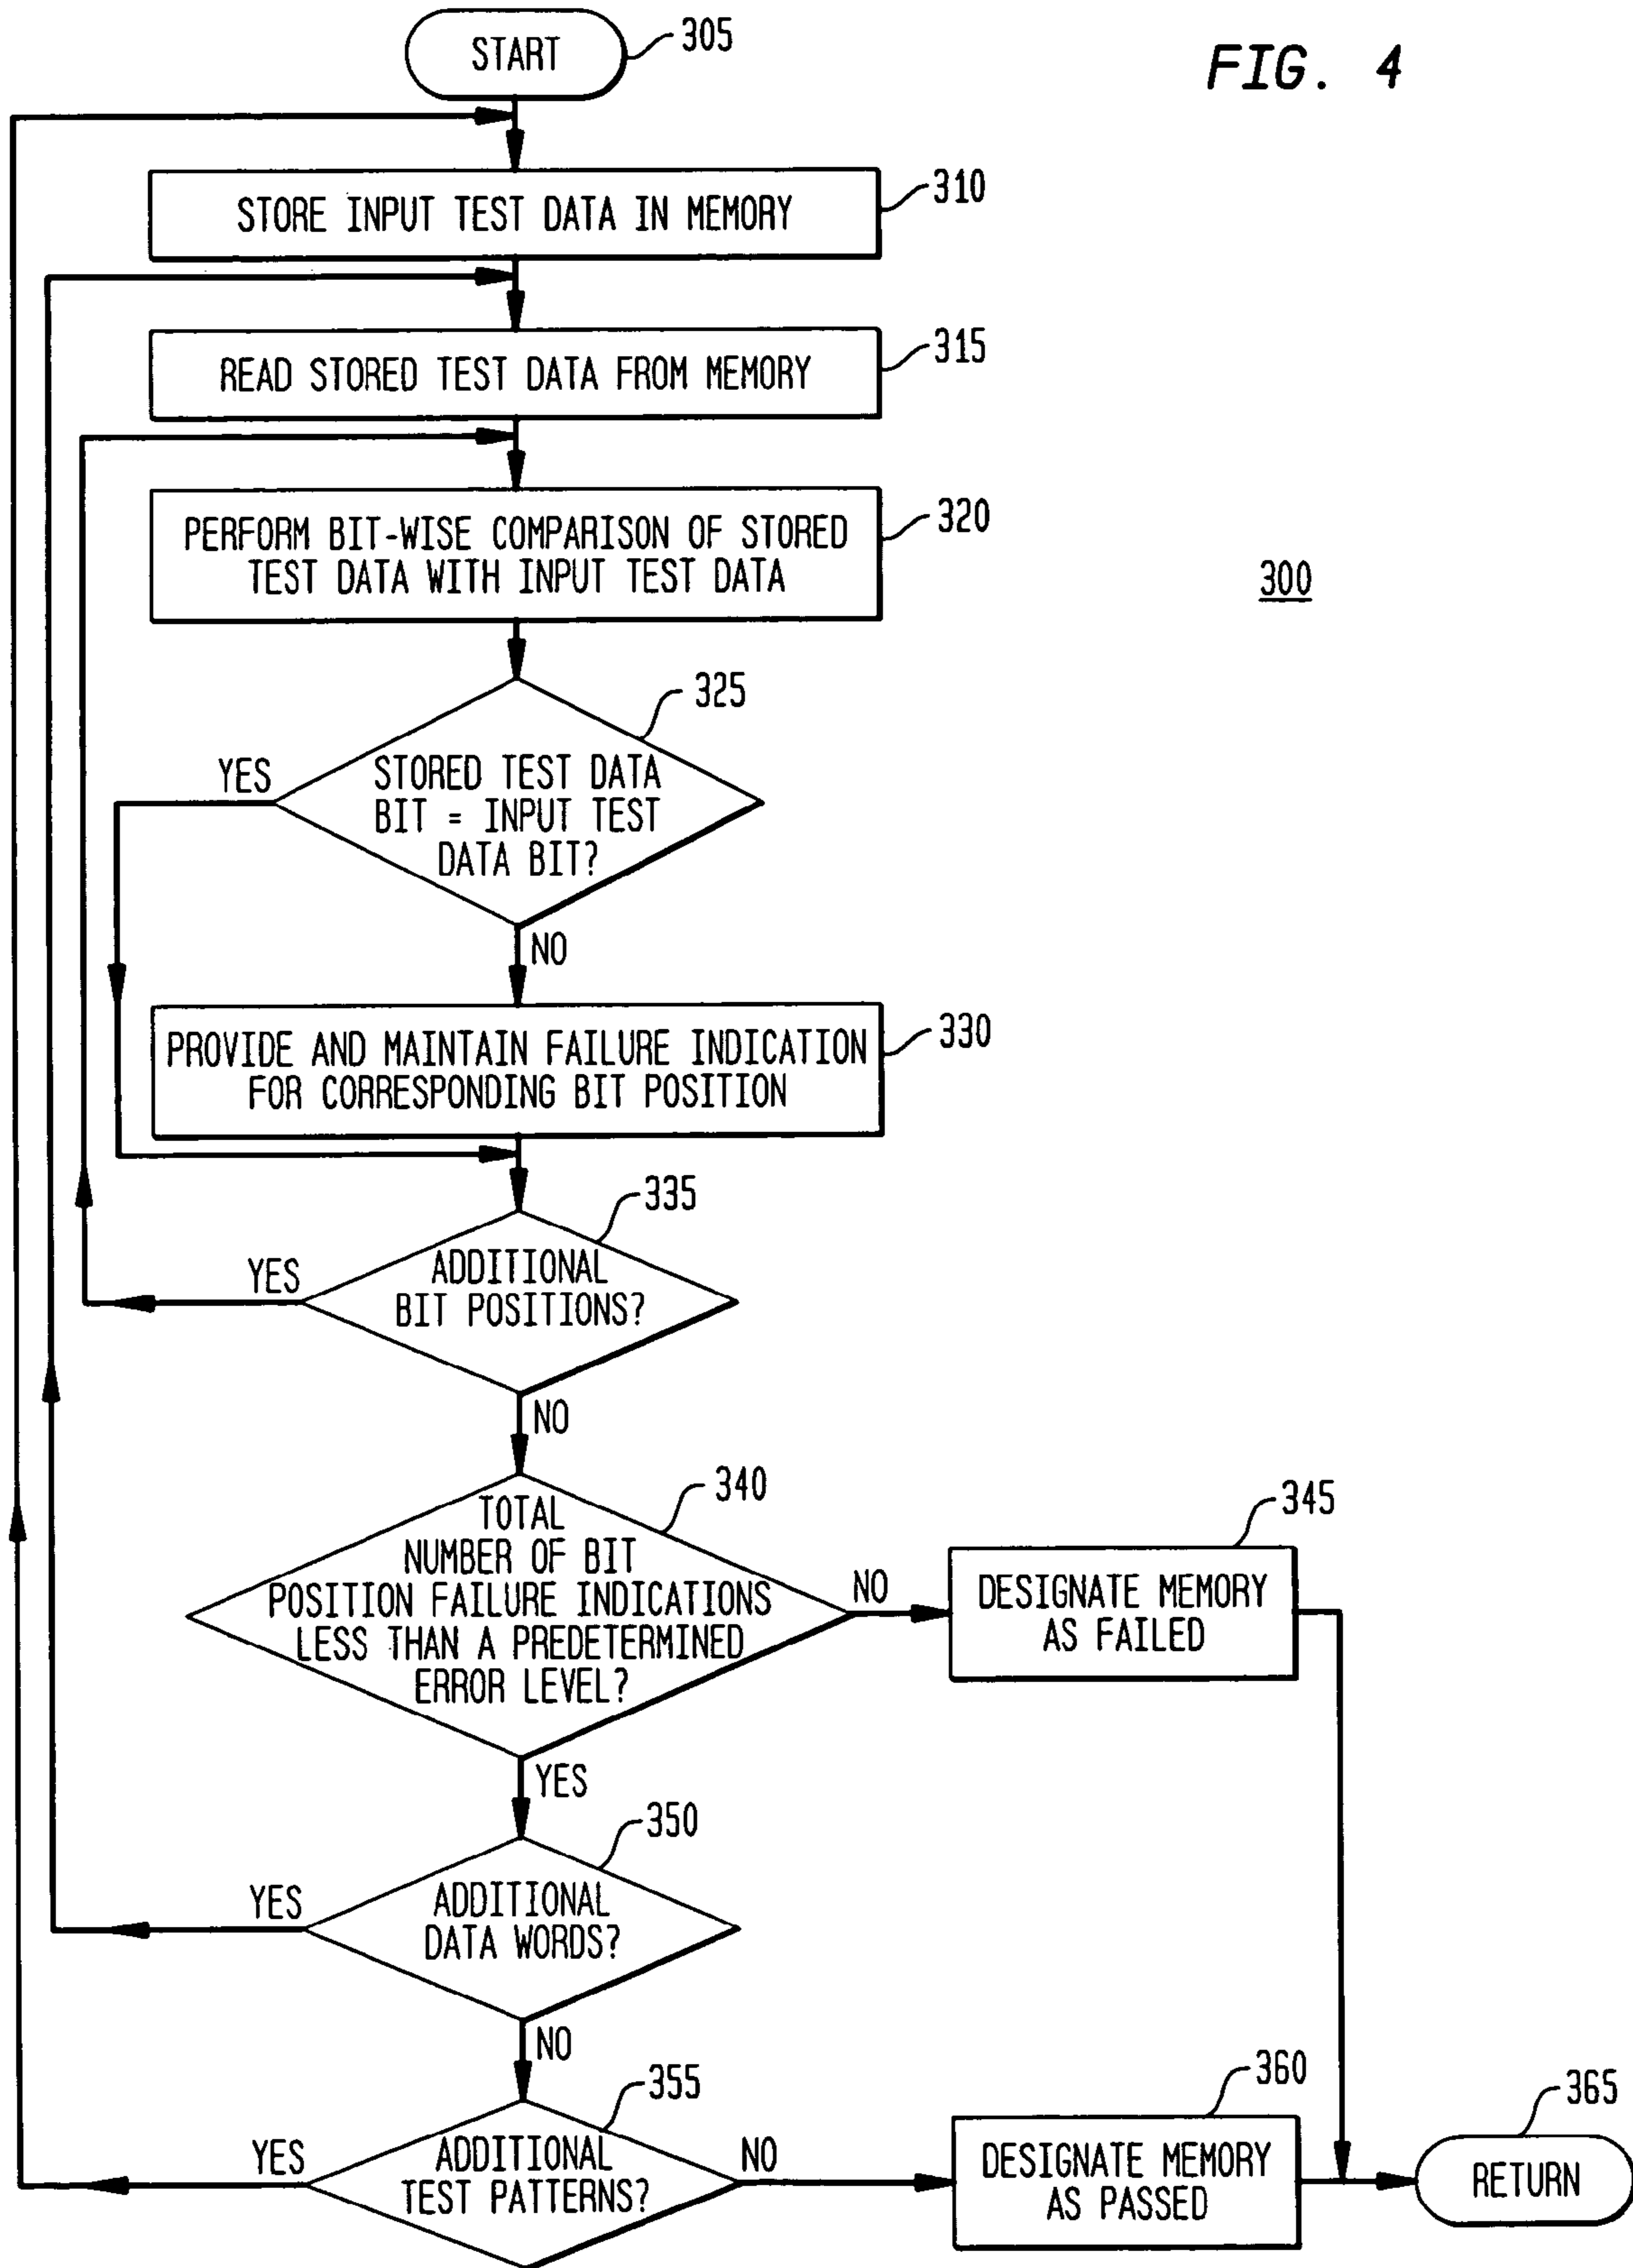 START
305
FIG. 4
STORE INPUT TEST DATA IN MEMORY
310
READ STORED TEST DATA FROM MEMORY
315
PERFORM BIT-WISE COMPARISON OF STORED
TEST DATA WITH INPUT TEST DATA
320
300
325
YES
STORED TEST DATA
BIT = INPUT TEST
DATA BIT?
NO
PROVIDE AND MAINTAIN FAILURE INDICATION
FOR CORRESPONDING BIT POSITION
330
335
YES
ADDITIONAL
BIT POSITIONS?
NO
340
TOTAL
NUMBER OF BIT
POSITION FAILURE INDICATIONS
LESS THAN A PREDETERMINED
ERROR LEVEL?
NO
345
DESIGNATE MEMORY
AS FAILED
YES
350
YES
ADDITIONAL
DATA WORDS?
NO
355
YES
ADDITIONAL
TEST PATTERNS?
NO
360
DESIGNATE MEMORY
AS PASSED
365
RETURN